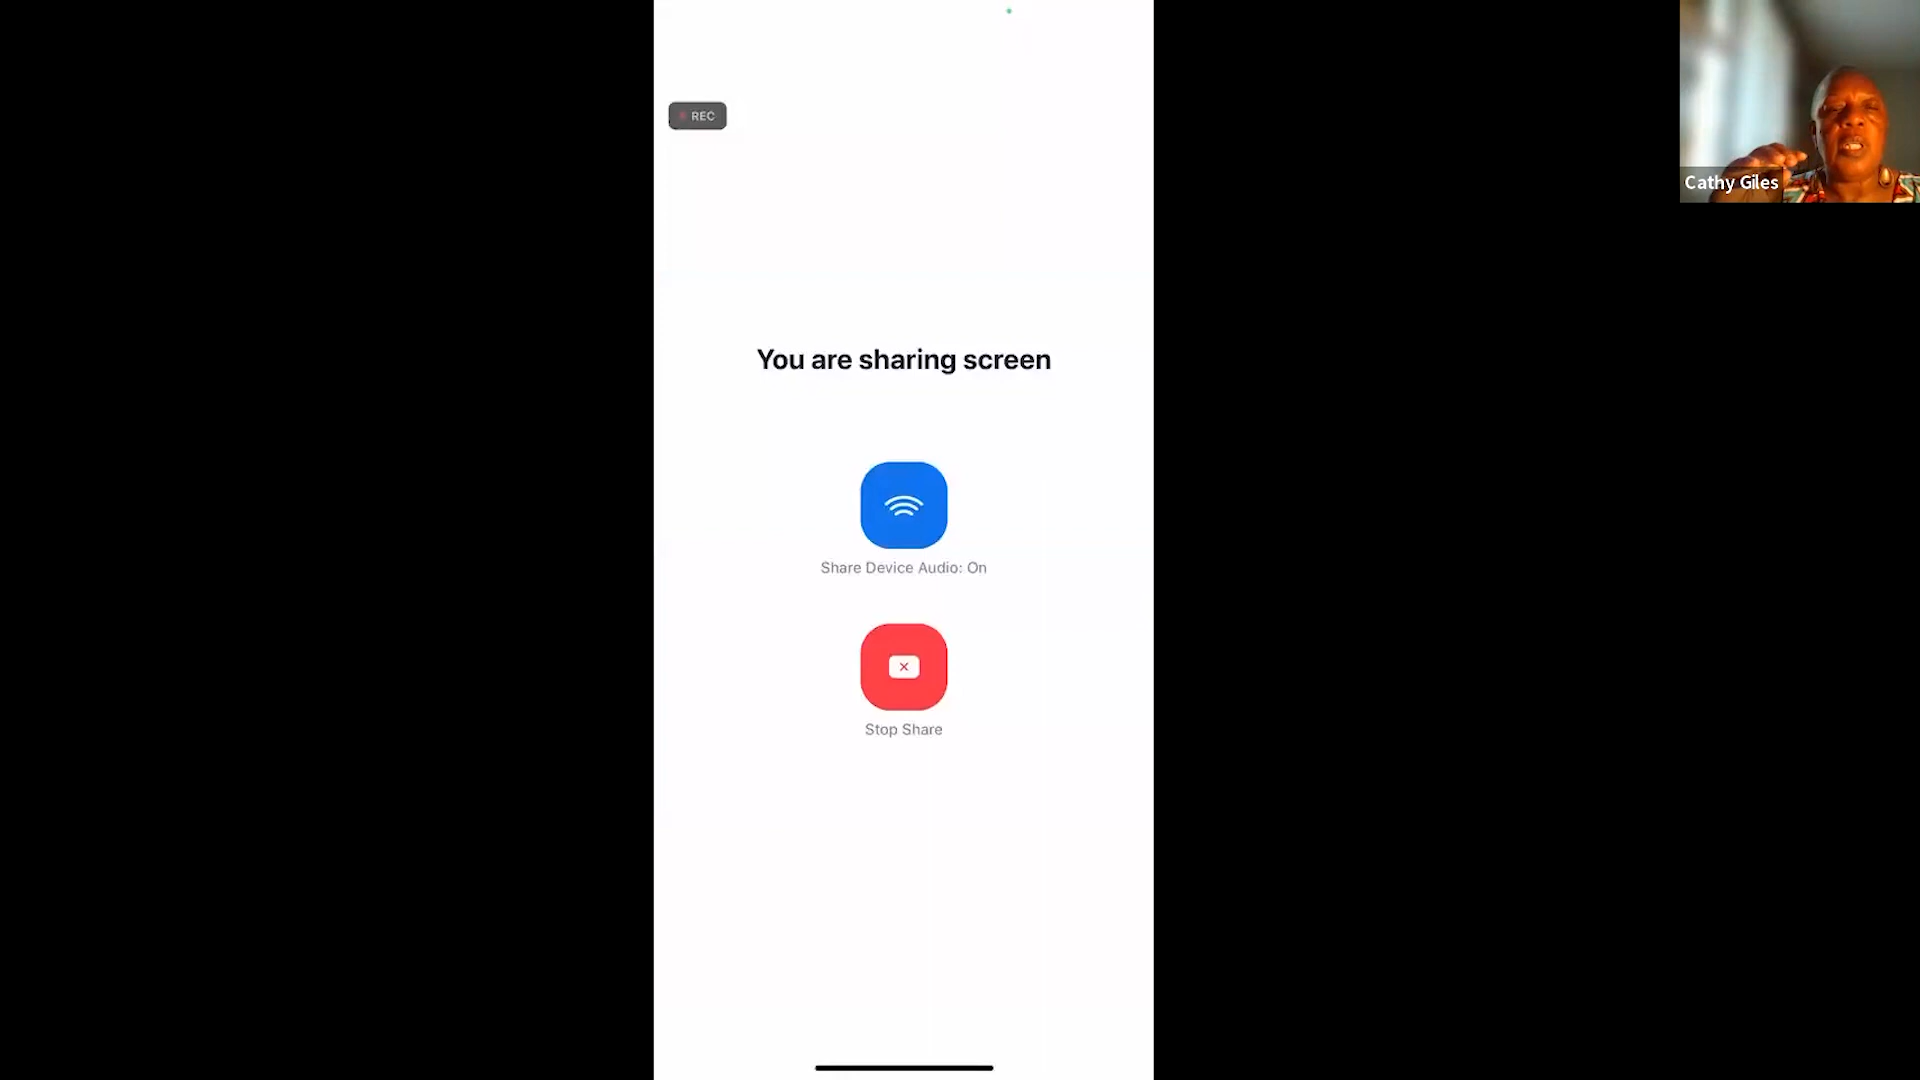 REC
Cathy Giles
You are sharing screen
Share Device Audio: On
Stop Share